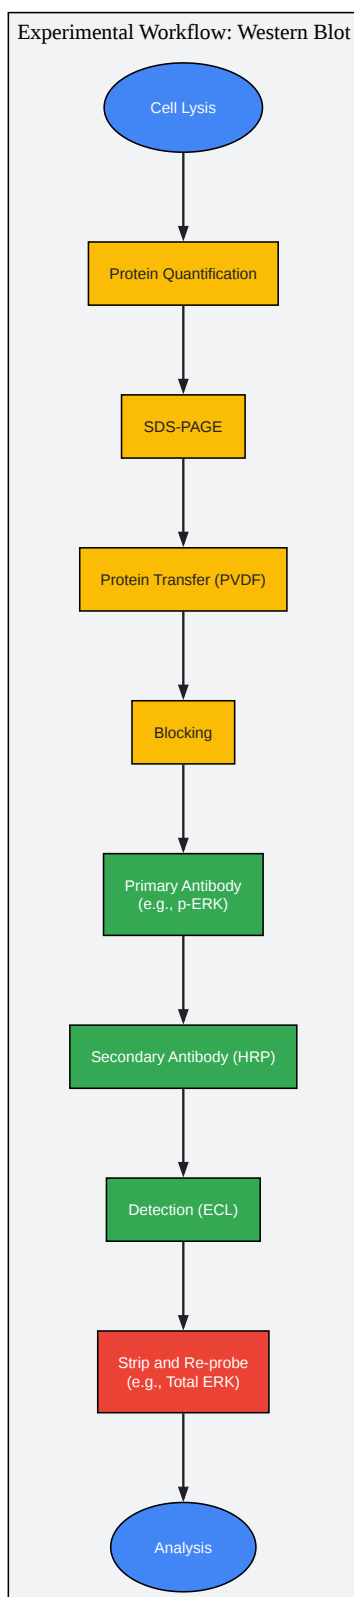 Experimental Workflow: Western Blot
Cell Lysis
Protein Quantification
SDS-PAGE
Protein Transfer (PVDF)
Blocking
Primary Antibody
(e.g., p-ERK)
Secondary Antibody (HRP)
Detection (ECL)
Strip and Re-probe
(e.g., Total ERK)
Analysis